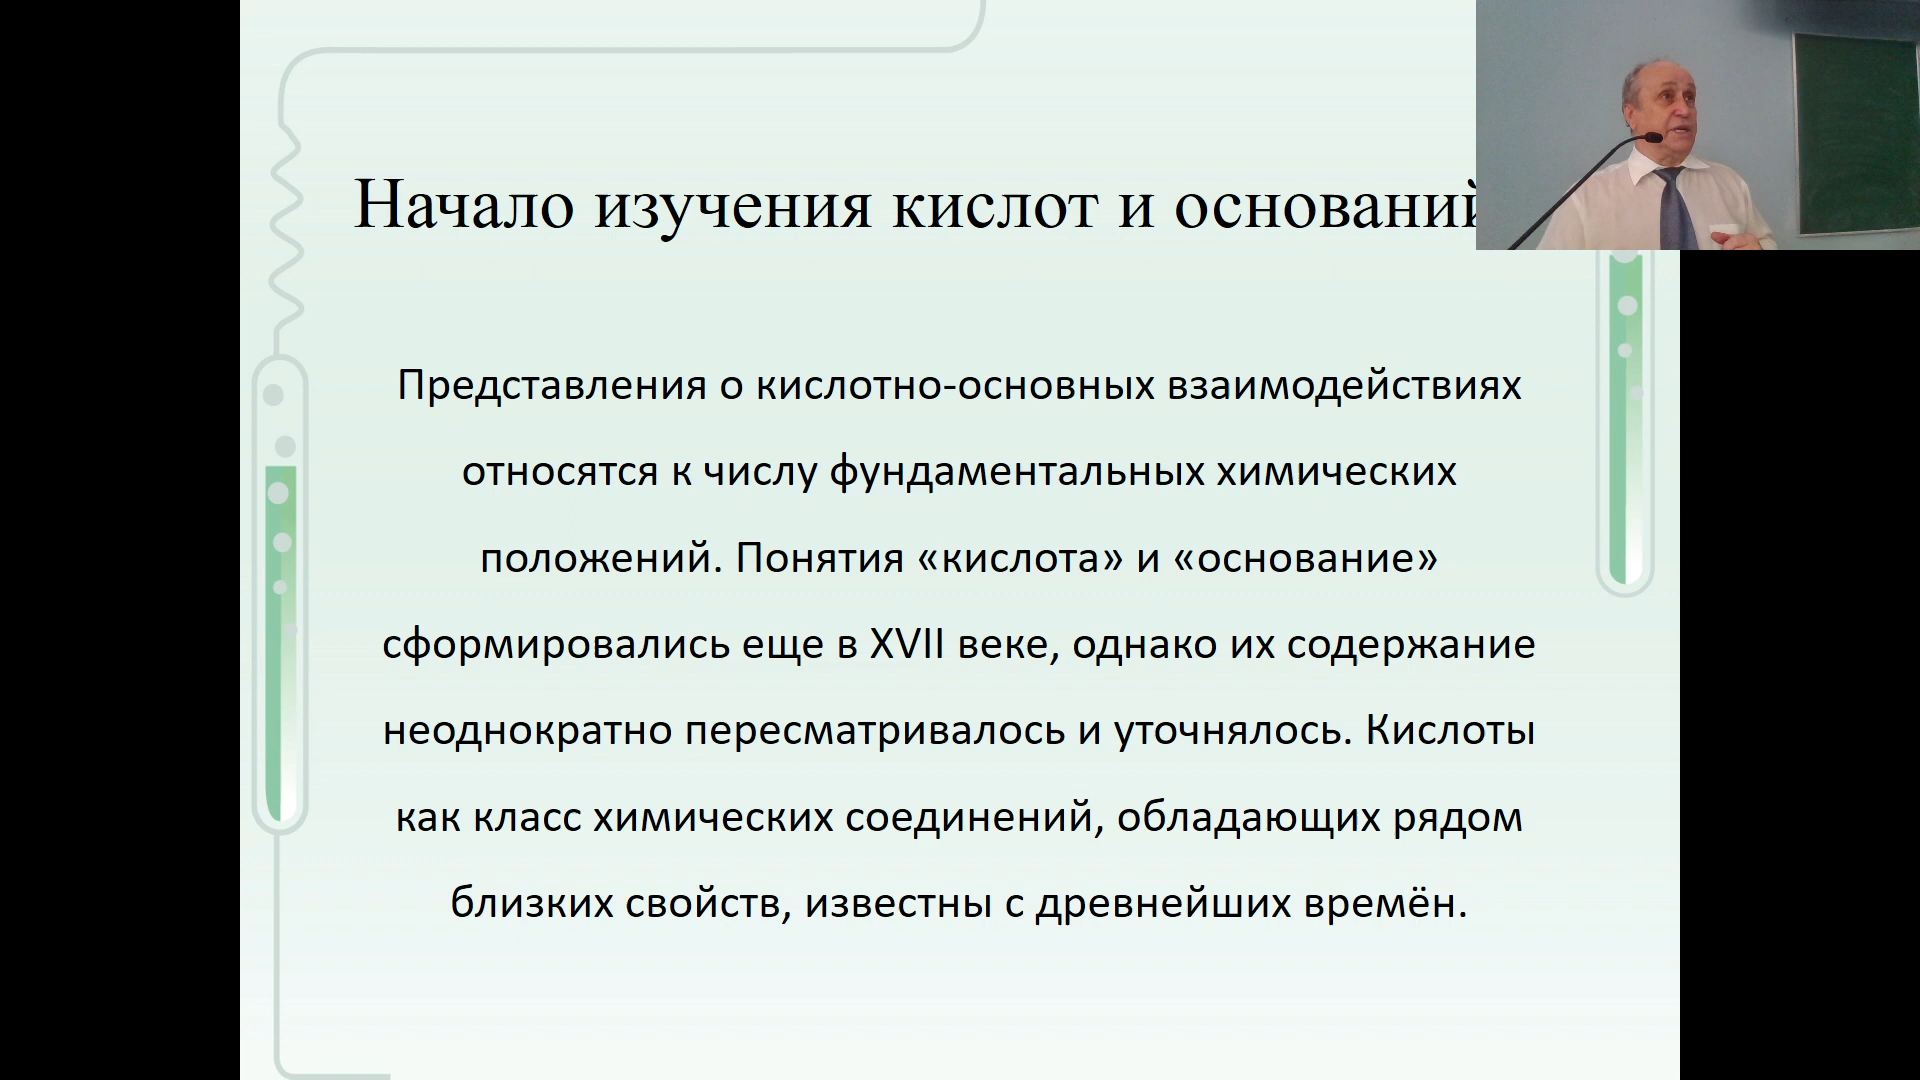 Начало изучения кислот и оснований
Представления о кислотно-основных взаимодействиях
относятся к числу фундаментальных химических
положений. Понятия «кислота» и «основание»
сформировались еще в XVII веке, однако их содержание
неоднократно пересматривалось и уточнялось. Кислоты
как класс химических соединений, обладающих рядом
близких свойств, известны с древнейших времён.